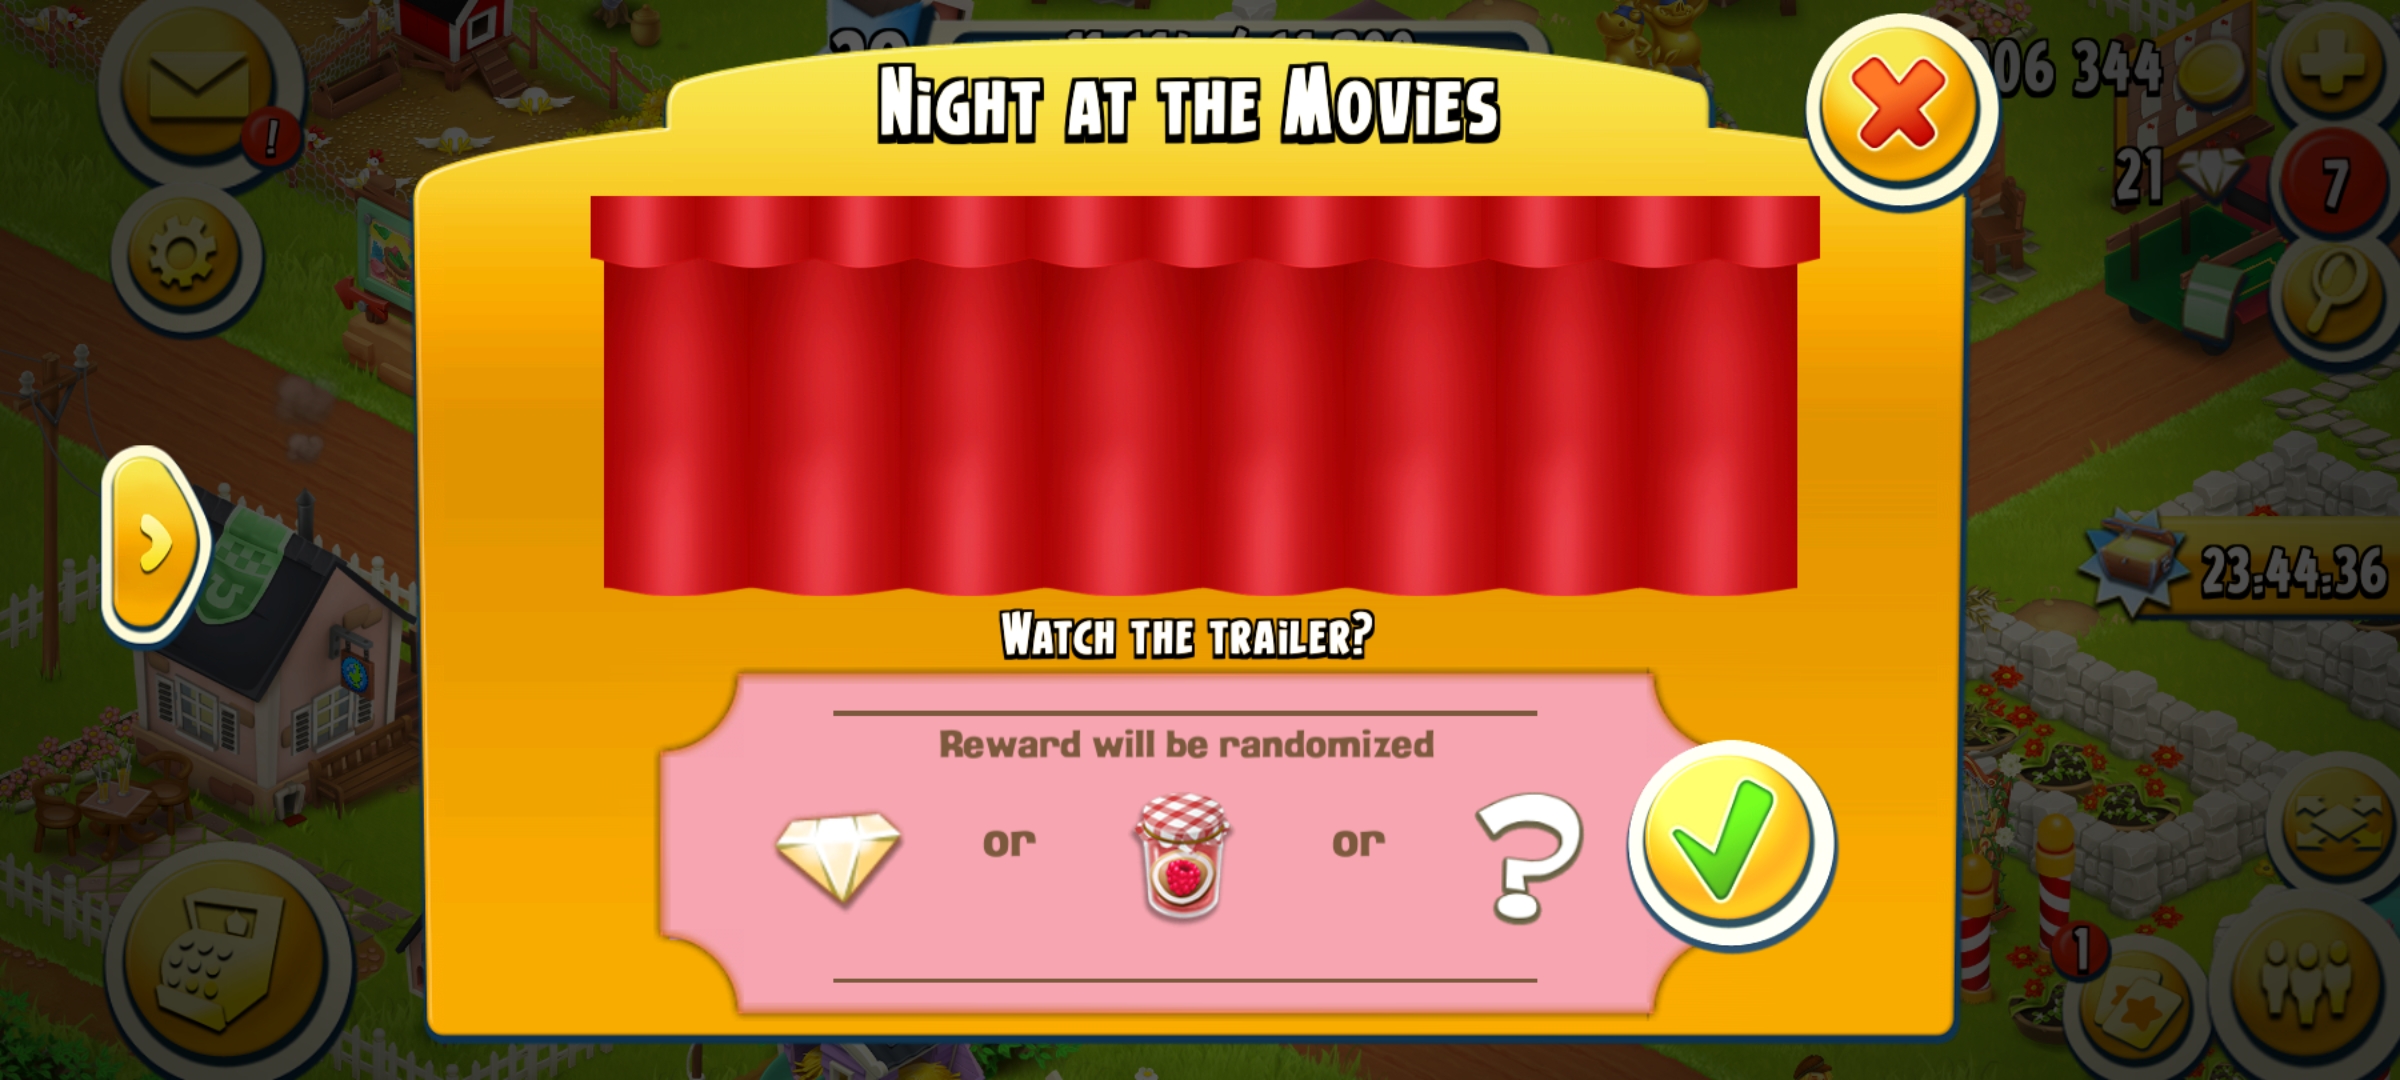 Night at the Movies
06 344
!
21
7
23:44:36
Watch the trailer?
Reward will be randomized
or
or
?
1